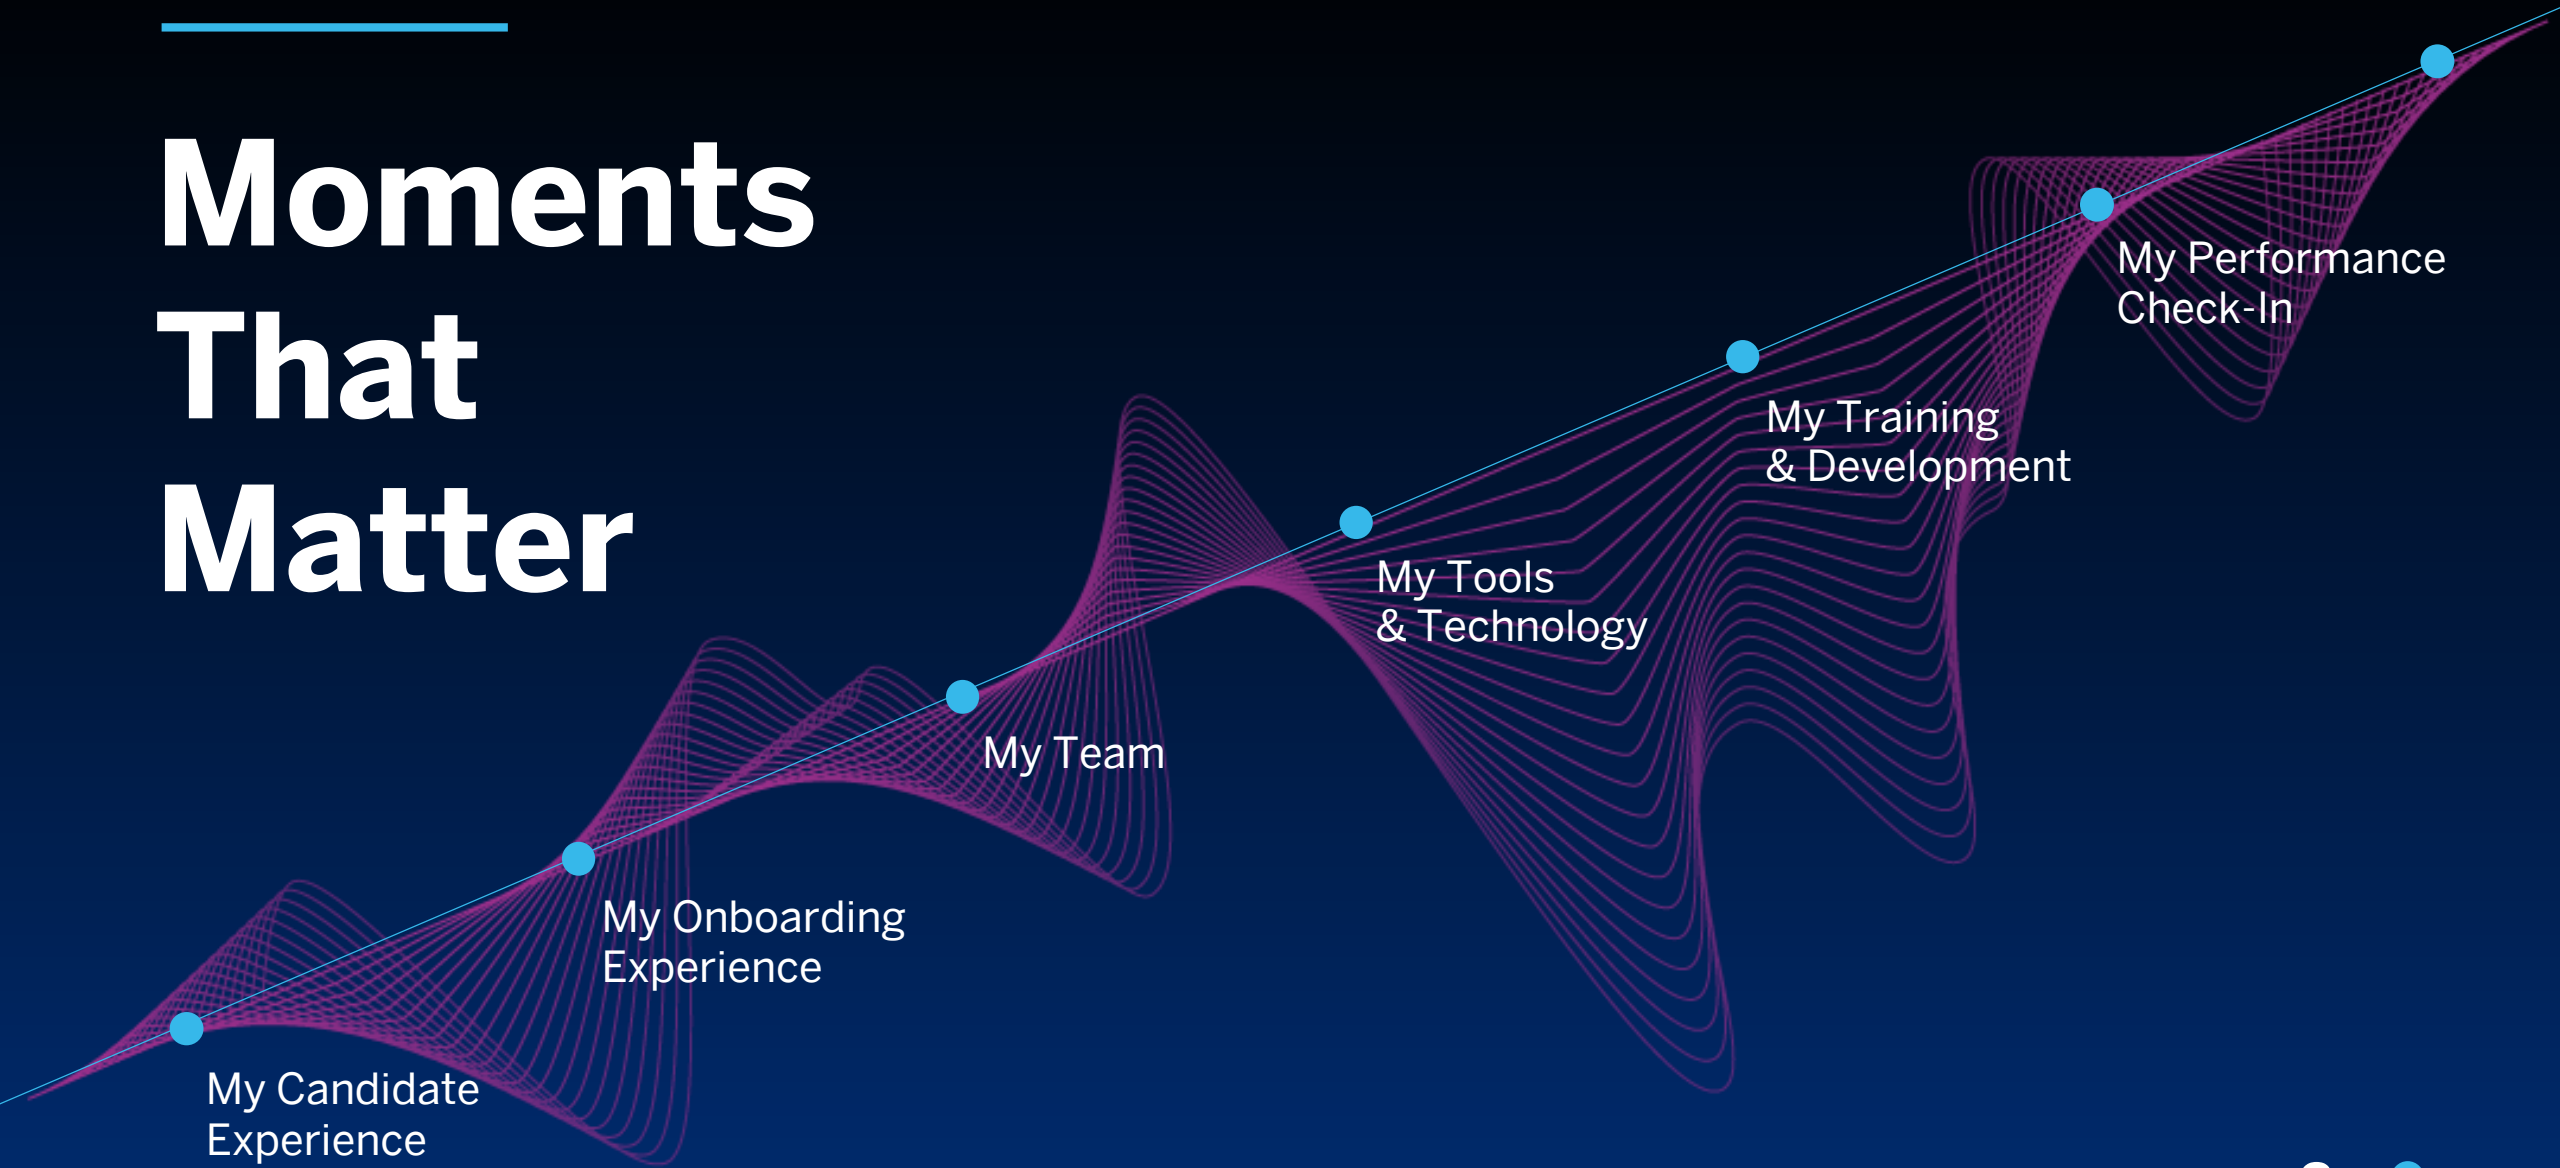 Moments
That
Matter
My Candidate
Experience
My Onboarding
Experience
My Team
My Tools
& Technology
My Training
& Development
My Performance
Check-In